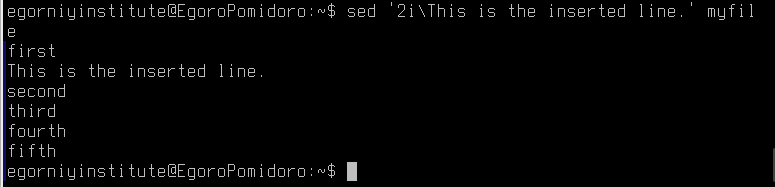 egorniyinstitute@EgoroPomidoro:~$ sed '2i\This is the inserted line.' myfil
e
first
This is the inserted line.
second
third
fourth
fifth
egorniyinstitute@EgoroPomidoro:~$